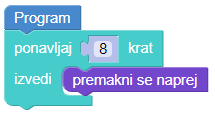 Program
ponavljaj 8 krat
izvedi premakni se naprej